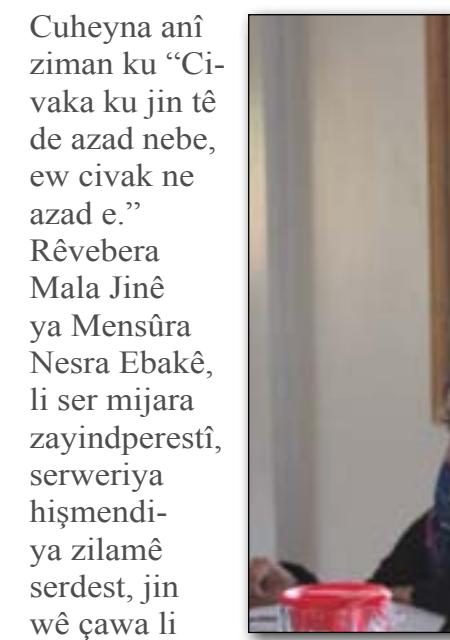 Cuheyna anî
ziman ku “Ci-
vaka ku jin tê
de azad nebe,
ew civak ne
azad e.”
Rêvebera
Mala Jinê
ya Mensûra
Nesra Ebakê,
li ser mijara
zayindperestî,
serweriya
hişmendi-
ya zilamê
serdest, jin
wê çawa li